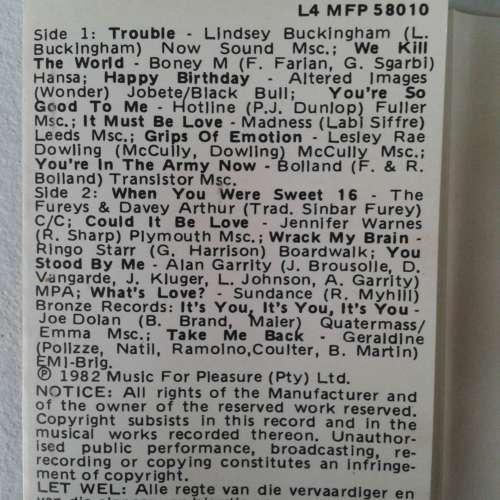 L4 MFP 58010
Side 1: Trouble - Lindsey Buckingham (L.
Buckingham) Now Sound Msc.; We Kill
The World - Boney M (F. Farian, G. Sgarbi)
Hansa; Happy Birthday - Altered Images
(Wonder) Jobete/Black Bull; You're So
Good To Me - Hotline (P.J. Dunlop) Fuller
Msc.; It Must Be Love - Madness (Labi Siffre)
Leeds Msc.; Grips Of Emotion - Lesley Rae
Dowling (McCully, Dowling) McCully Msc.;
You're In The Army Now - Bolland (F. & R.
Bolland) Transistor Msc.
Side 2: When You Were Sweet 16 - The
Fureys & Davey Arthur (Trad. Sinbar Furey)
C/C; Could It Be Love - Jennifer Warnes
(R. Sharp) Plymouth Msc.; Wrack My Brain -
Ringo Starr (G. Harrison) Boardwalk; You
Stood By Me - Alan Garrity (J. Brousolle, D.
Vangarde, J. Kluger, L. Johnson, A. Garrity)
MPA; What's Love? - Sundance (R. Myhill)
Bronze Records: It's You, It's You, It's You -
Joe Dolan (B. Brand, Maier) Quatermass/
Emma Msc.; Take Me Back - Geraldine
(Polizze, Natil, Ramoino,Coulter, B. Martin)
EMI-Brig.
℗ 1982 Music For Pleasure (Pty) Ltd.
NOTICE: All rights of the Manufacturer and
of the owner of the reserved work reserved.
Copyright subsists in this record and in the
musical works recorded thereon. Unauthor-
ised public performance, broadcasting, re-
recording or copying constitutes an infringe-
ment of copyright.
LET WEL: Alle regte van die vervaardiger en